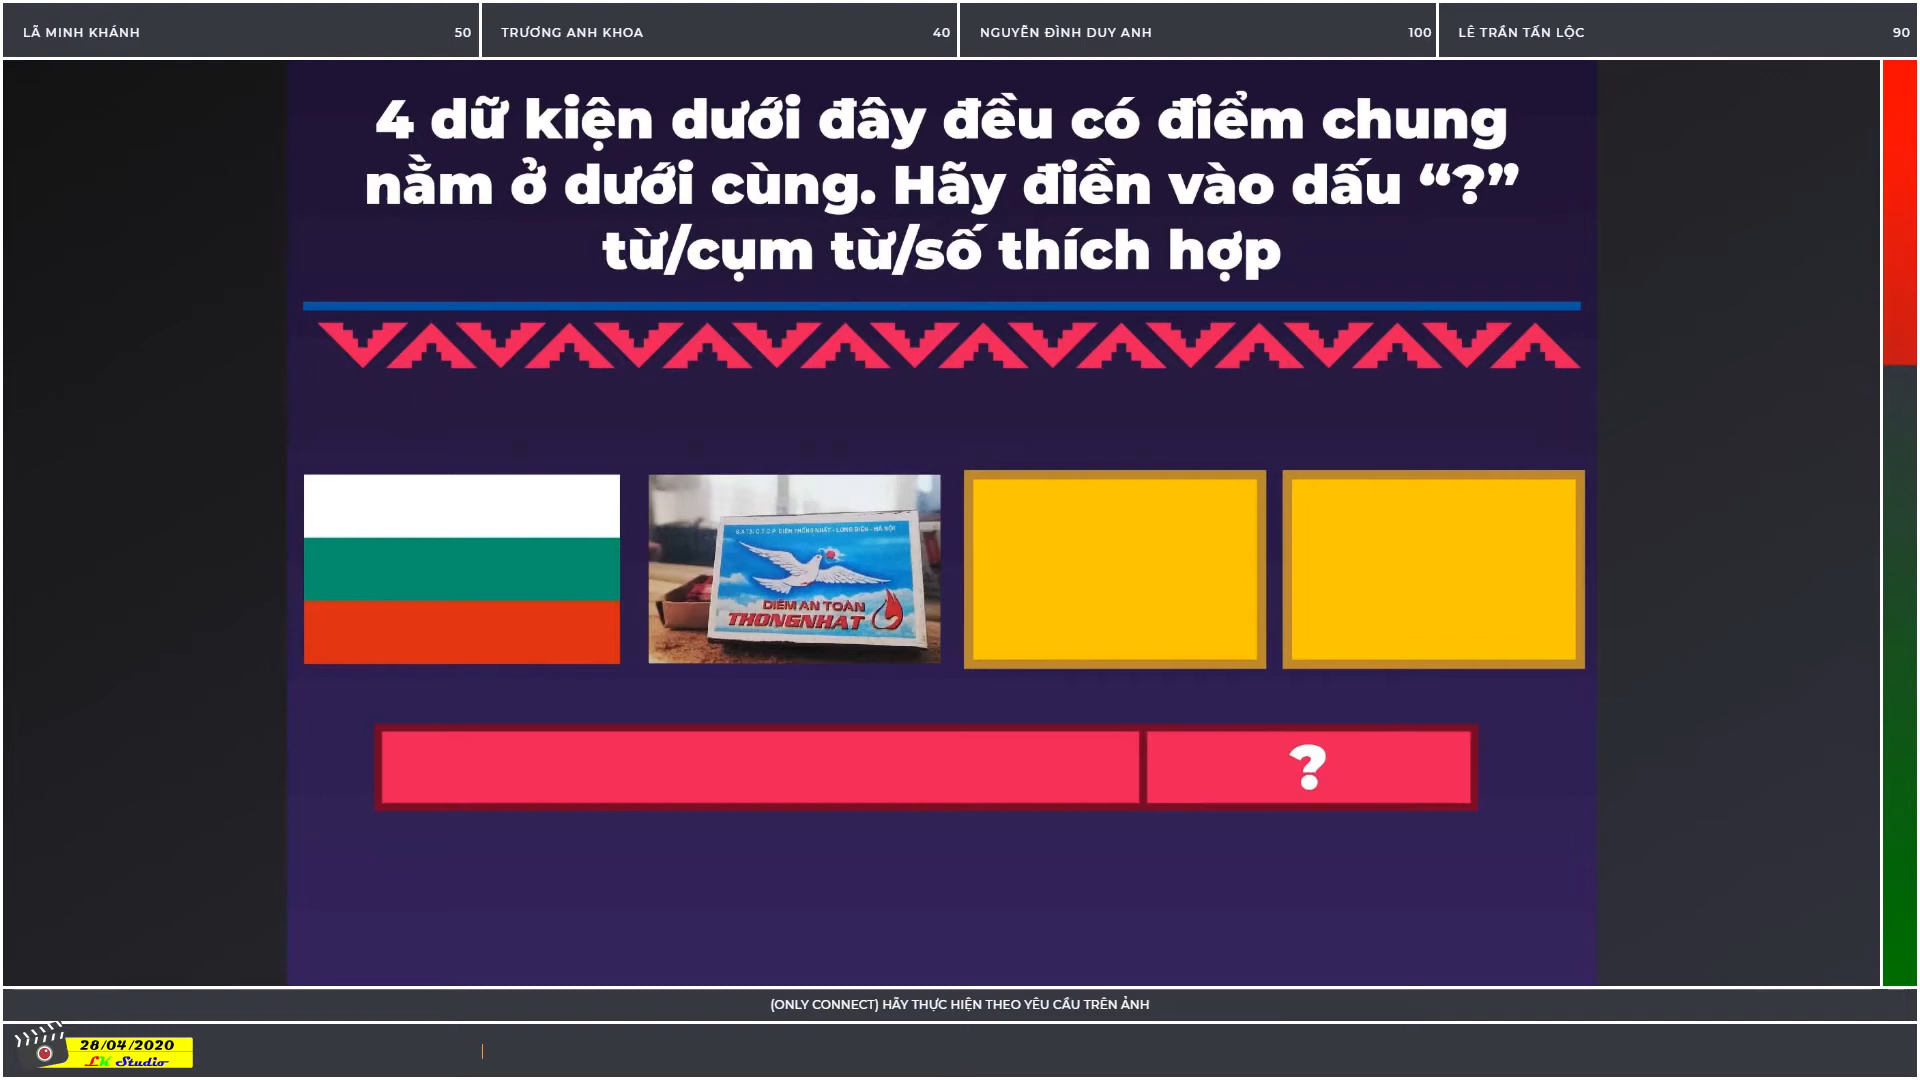 LÃ MINH KHÁNH 50 TRƯƠNG ANH KHOA 40 NGUYỄN ĐÌNH DUY ANH 100 LÊ TRẦN TẤN LỘC 90
4 dữ kiện dưới đây đều có điểm chung
nằm ở dưới cùng. Hãy điền vào dấu “?”
từ/cụm từ/số thích hợp
DIÊM AN TOÀN
THONGNHAT
?
(ONLY CONNECT) HÃY THỰC HIỆN THEO YÊU CẦU TRÊN ẢNH
28/04/2020
LK Studio